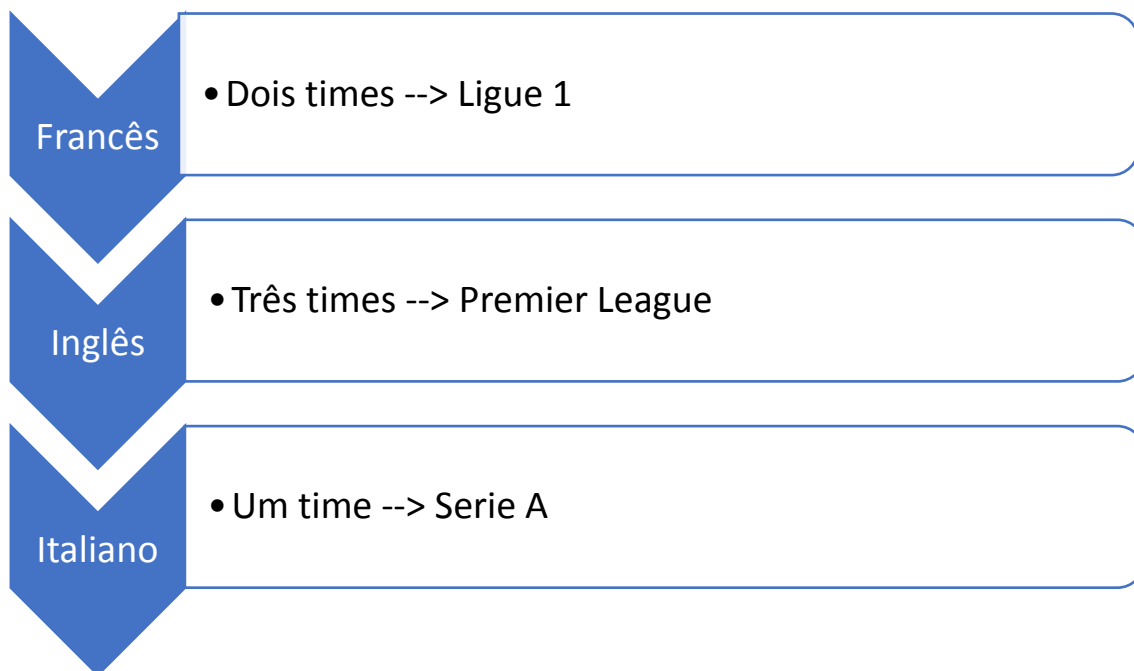 Francês
• Dois times --> Ligue 1
Inglês
• Três times --> Premier League
Italiano
• Um time --> Serie A